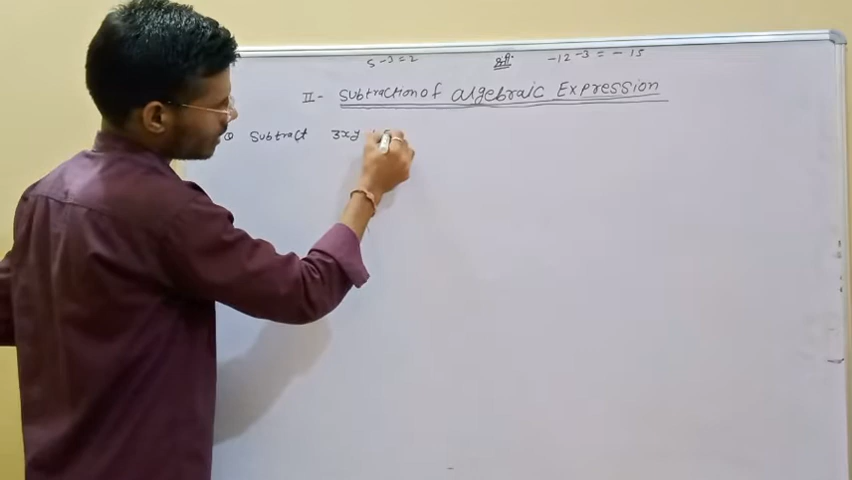 5-3=2 श्री -12-3=-15
II- Subtraction of algebraic Expression
Q Subtract 3xy